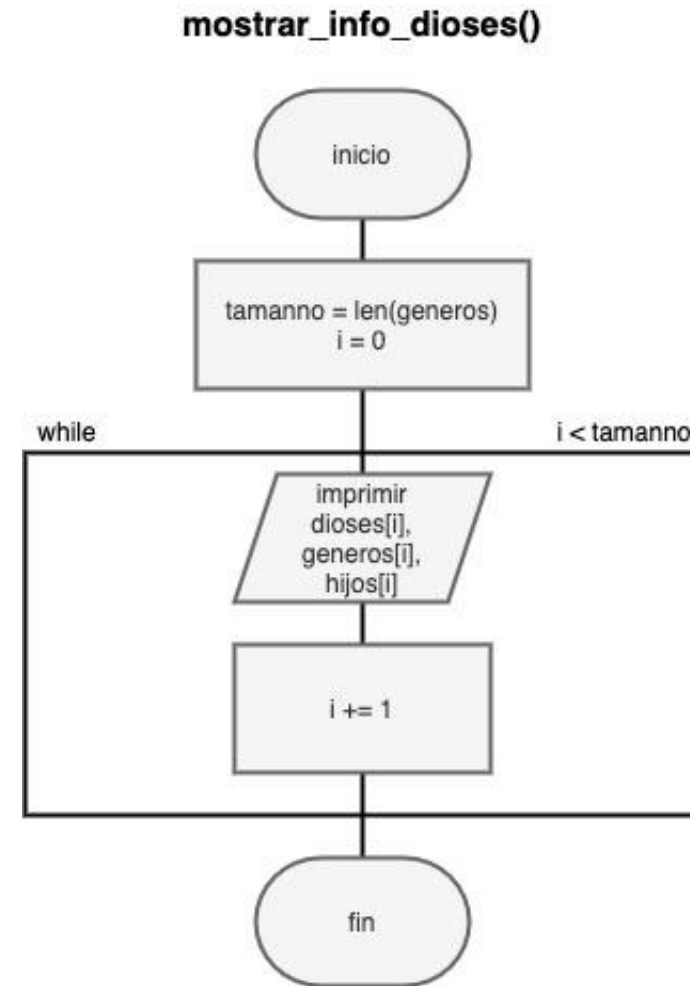 mostrar_info_dioses()
inicio
tamanno = len(generos)
i = 0
while
i < tamanno
imprimir
dioses[i],
generos[i],
hijos[i]
i += 1
fin